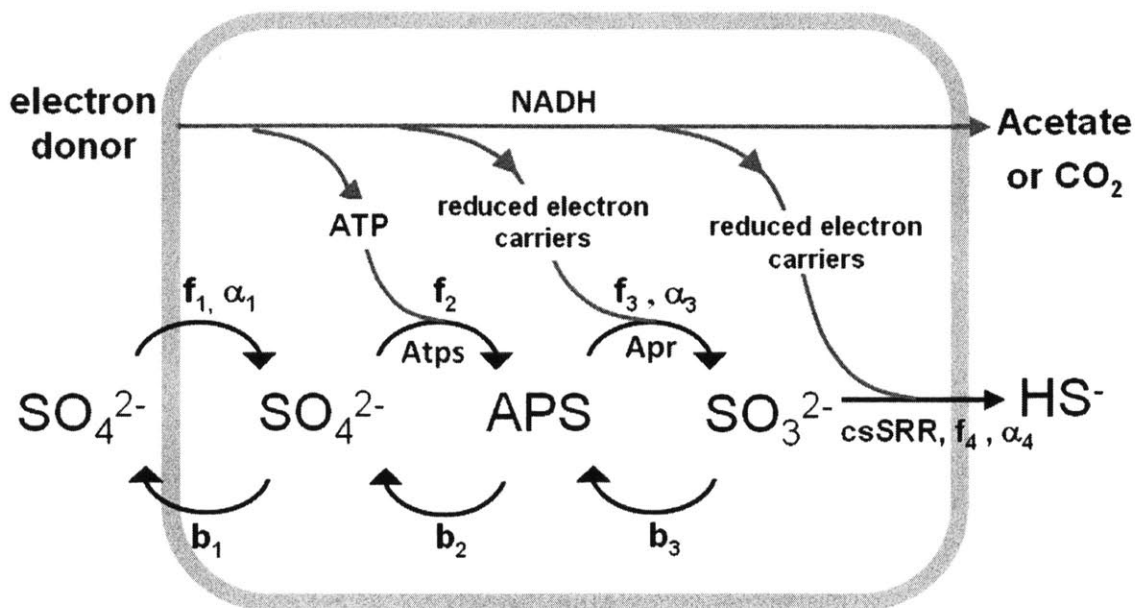 electron
donor
NADH
Acetate
or CO₂
ATP
reduced electron
carriers
reduced electron
carriers
f₁, α₁
f₂
f₃ , α₃
Atps
Apr
SO₄²⁻
SO₄²⁻
APS
SO₃²⁻
HS⁻
csSRR, f₄ , α₄
b₁
b₂
b₃